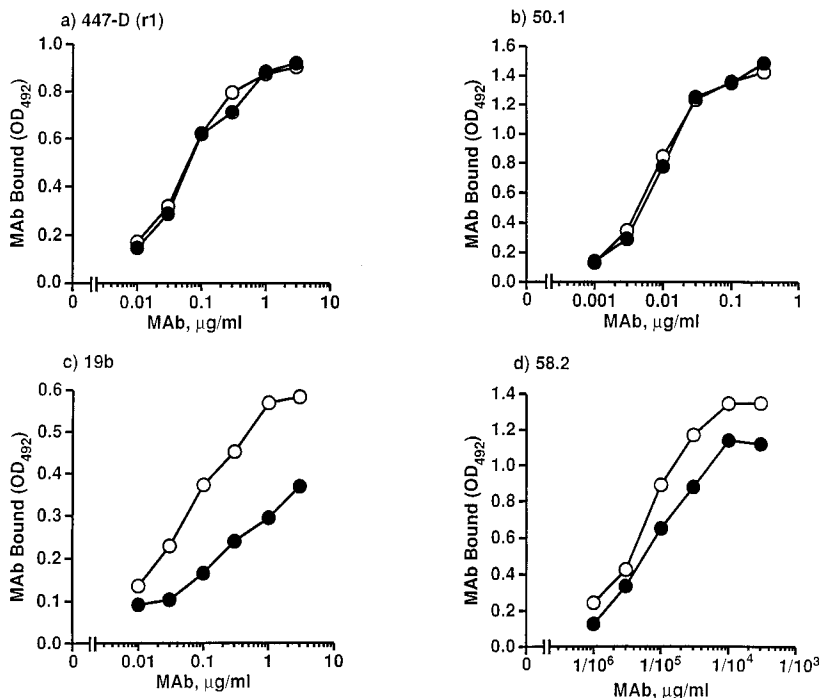 a) 447-D (r1)
MAb Bound (OD492)
1.0
0.8
0.6
0.4
0.2
0.0
0 0.01 0.1 1 10
MAb, μg/ml
b) 50.1
MAb Bound (OD492)
1.6
1.4
1.2
1.0
0.8
0.6
0.4
0.2
0.0
0 0.001 0.01 0.1 1
MAb, μg/ml
c) 19b
MAb Bound (OD492)
0.6
0.5
0.4
0.3
0.2
0.1
0.0
0 0.01 0.1 1 10
MAb, μg/ml
d) 58.2
MAb Bound (OD492)
1.4
1.2
1.0
0.8
0.6
0.4
0.2
0.0
0 1/10⁶ 1/10⁵ 1/10⁴ 1/10³
MAb, μg/ml